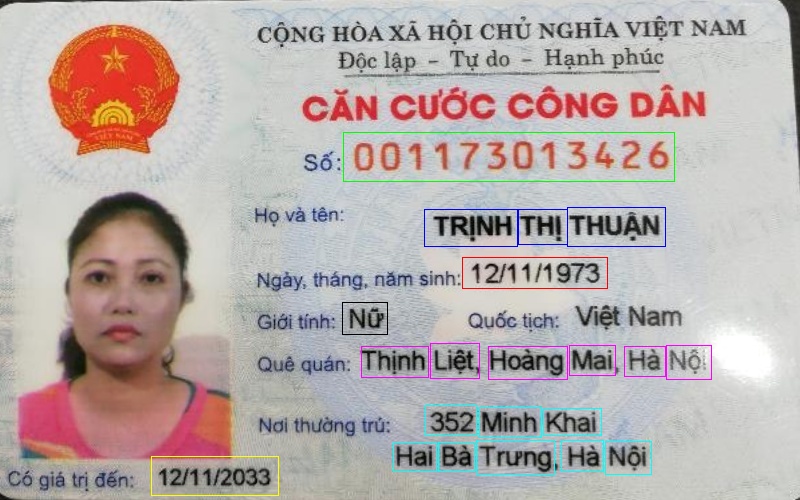 CỘNG HÒA XÃ HỘI CHỦ NGHĨA VIỆT NAM
Độc lập - Tự do - Hạnh phúc
CĂN CƯỚC CÔNG DÂN
Số: 001173013426
Họ và tên: TRỊNH THỊ THUẬN
Ngày, tháng, năm sinh: 12/11/1973
Giới tính: Nữ Quốc tịch: Việt Nam
Quê quán: Thịnh Liệt, Hoàng Mai, Hà Nội
Nơi thường trú: 352 Minh Khai
Hai Bà Trưng, Hà Nội
Có giá trị đến: 12/11/2033